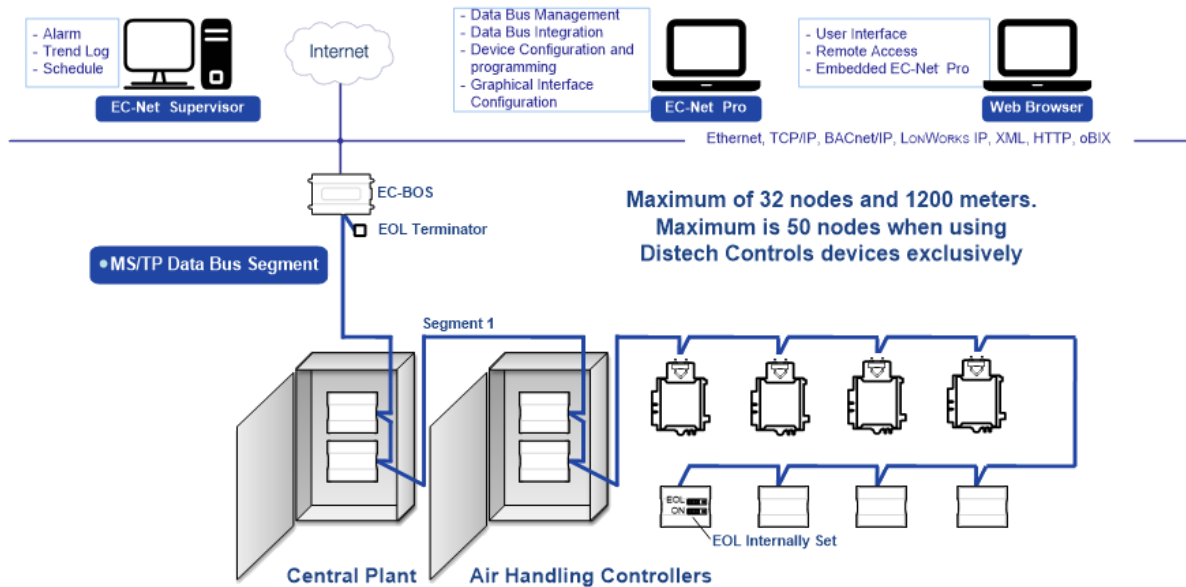 - Alarm
- Trend Log
- Schedule
EC-Net Supervisor
Internet
- Data Bus Management
- Data Bus Integration
- Device Configuration and
programming
- Graphical Interface
Configuration
EC-Net Pro
- User Interface
- Remote Access
- Embedded EC-Net Pro
Web Browser
Ethernet, TCP/IP, BACnet/IP, LONWORKS IP, XML, HTTP, oBIX
EC-BOS
EOL Terminator
Maximum of 32 nodes and 1200 meters.
Maximum is 50 nodes when using
Distech Controls devices exclusively
• MS/TP Data Bus Segment
Segment 1
EOL
ON
EOL Internally Set
Central Plant
Air Handling Controllers